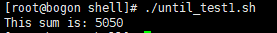 [root@bogon shell]# ./until_test1.sh
This sum is: 5050